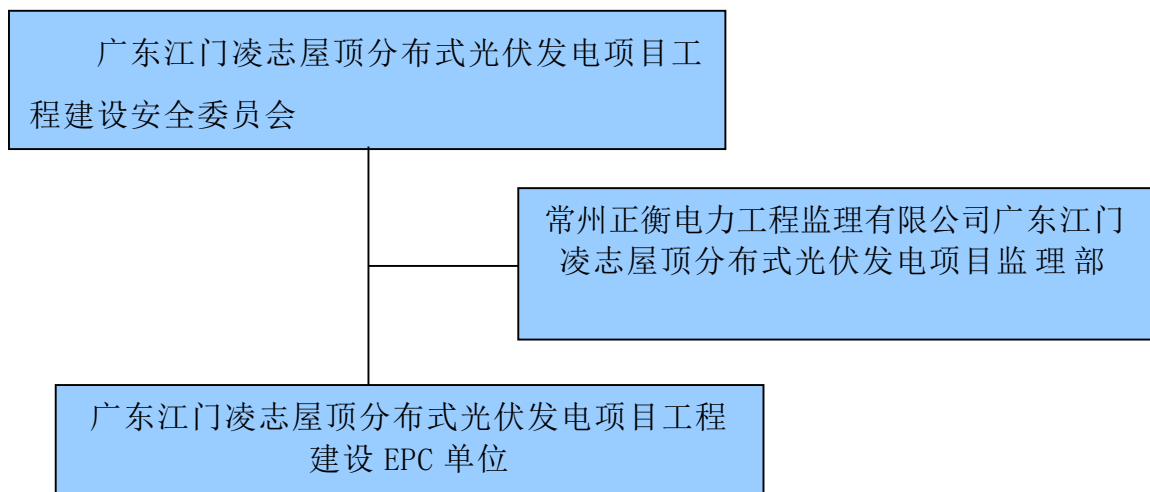 广东江门凌志屋顶分布式光伏发电项目工
程建设安全委员会
常州正衡电力工程监理有限公司广东江门
凌志屋顶分布式光伏发电项目监理部
广东江门凌志屋顶分布式光伏发电项目工程
建设 EPC 单位